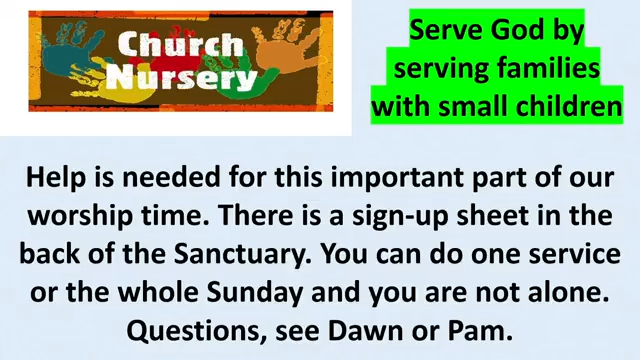 Church
Nursery
Serve God by
serving families
with small children
Help is needed for this important part of our
worship time. There is a sign-up sheet in the
back of the Sanctuary. You can do one service
or the whole Sunday and you are not alone.
Questions, see Dawn or Pam.